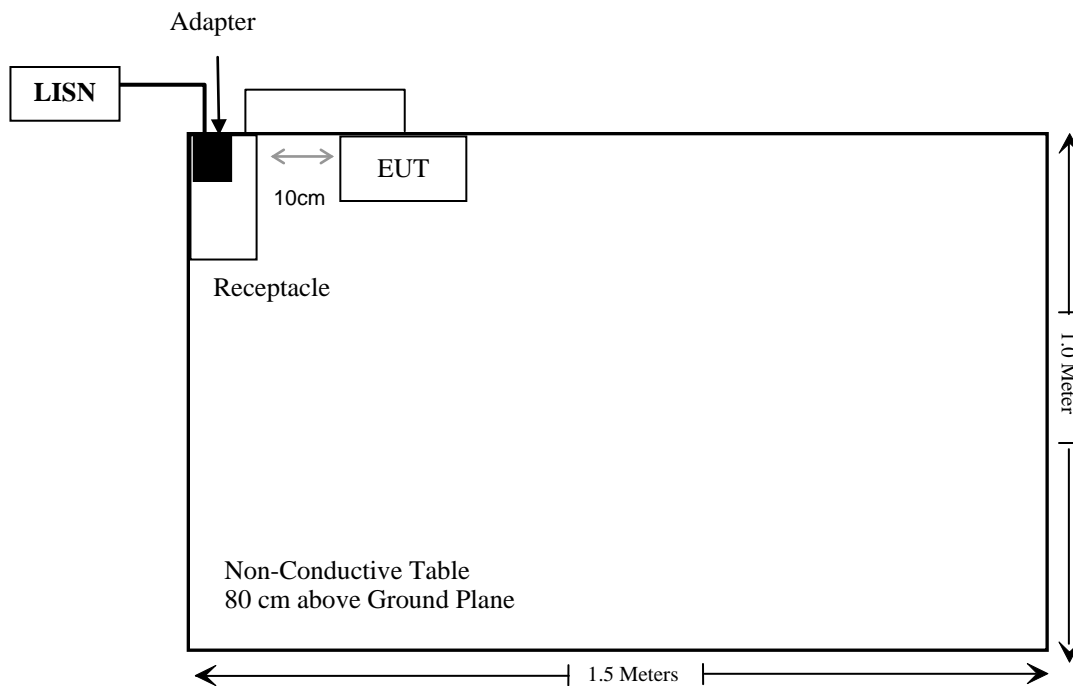 Adapter
LISN
EUT
10cm
Receptacle
1.0 Meter
Non-Conductive Table
80 cm above Ground Plane
1.5 Meters